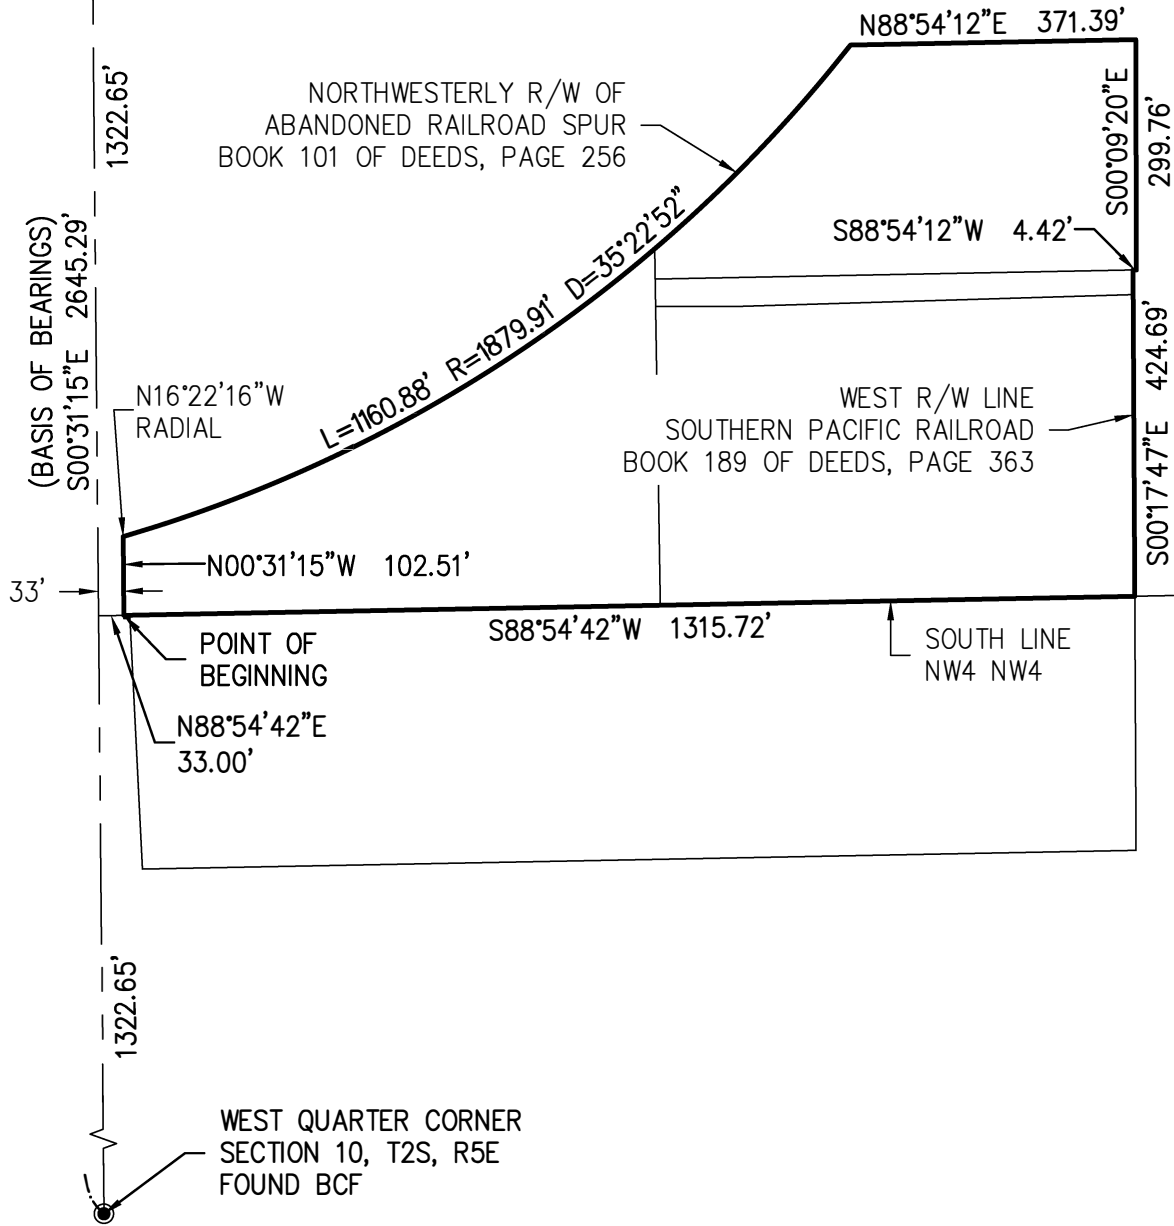 N88°54'12"E 371.39'
1322.65'
NORTHWESTERLY R/W OF
ABANDONED RAILROAD SPUR
BOOK 101 OF DEEDS, PAGE 256
S00°09'20"E
299.76'
(BASIS OF BEARINGS)
S00°31'15"E 2645.29'
S88°54'12"W 4.42'
L=1160.88' R=1879.91' D=35°22'52"
N16°22'16"W
RADIAL
WEST R/W LINE
SOUTHERN PACIFIC RAILROAD
BOOK 189 OF DEEDS, PAGE 363
S00°17'47"E 424.69'
N00°31'15"W 102.51'
33'
S88°54'42"W 1315.72'
POINT OF
BEGINNING
SOUTH LINE
NW4 NW4
N88°54'42"E
33.00'
1322.65'
WEST QUARTER CORNER
SECTION 10, T2S, R5E
FOUND BCF